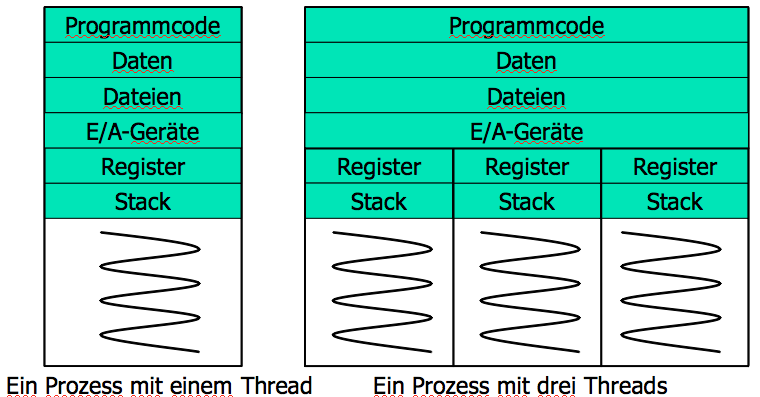 Programmcode
Daten
Dateien
E/A-Geräte
Register
Stack
Ein Prozess mit einem Thread
Programmcode
Daten
Dateien
E/A-Geräte
Register Register Register
Stack Stack Stack
Ein Prozess mit drei Threads